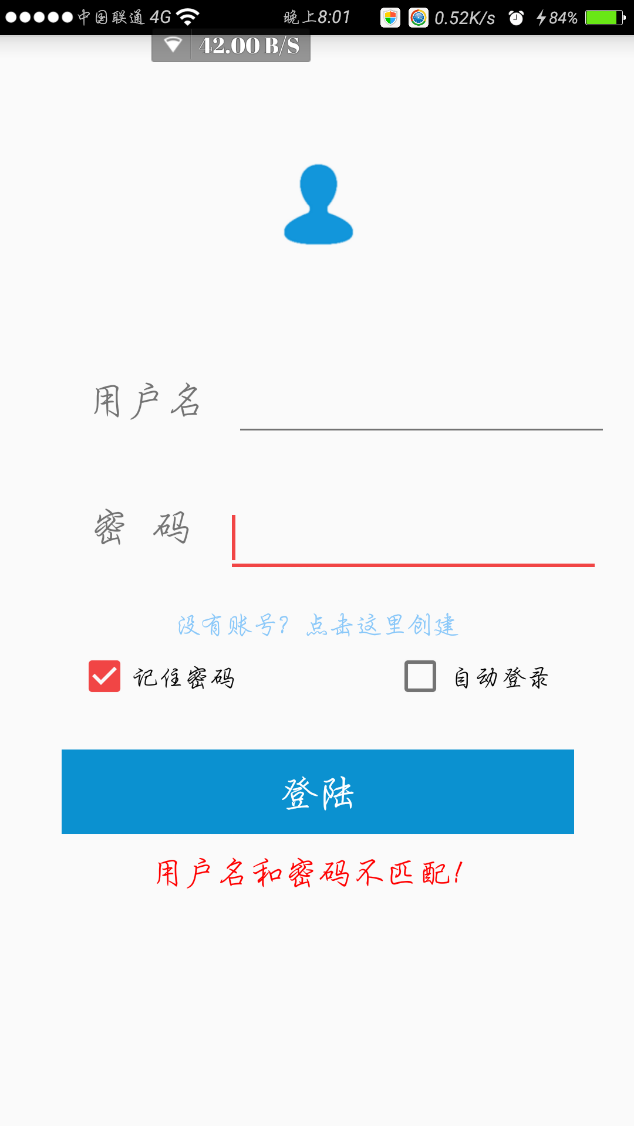 中国联通 4G 晚上8:01 0.52K/s 84%
42.00 B/S
用户名
密 码
没有账号？点击这里创建
记住密码 自动登录
登陆
用户名和密码不匹配！